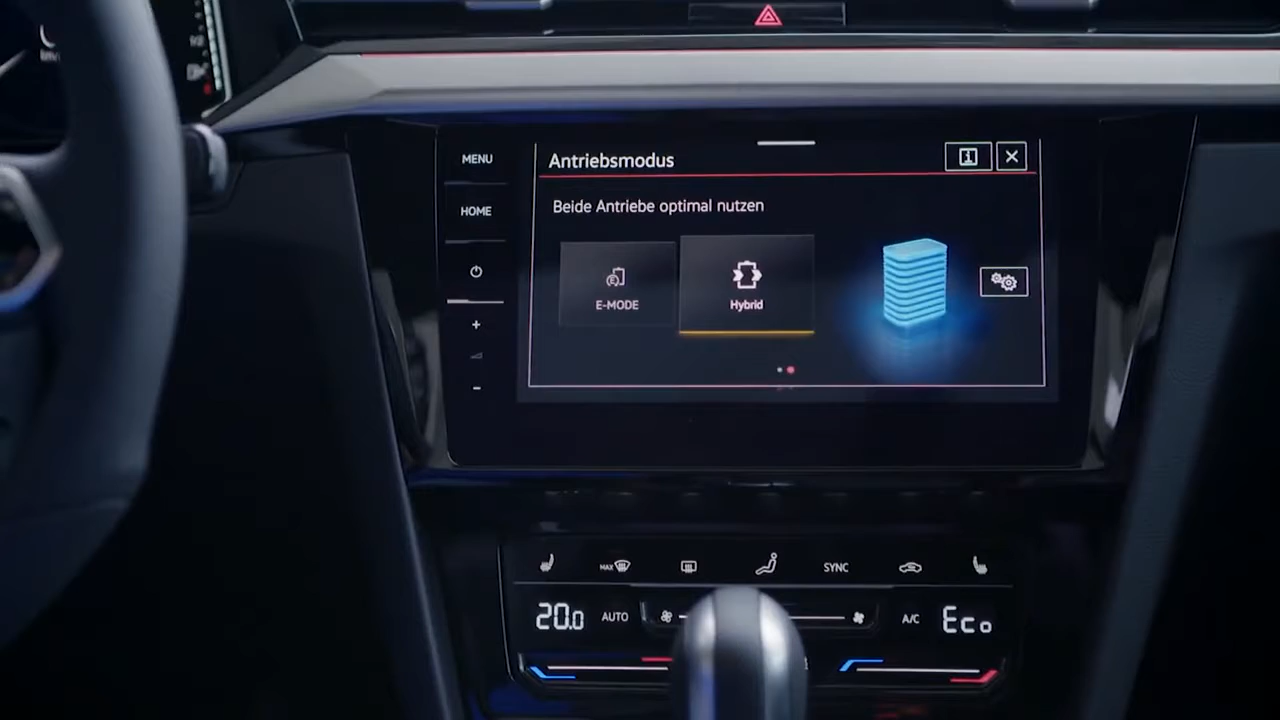 MENU
Antriebsmodus
HOME
Beide Antriebe optimal nutzen
E-MODE
Hybrid
MAX
SYNC
20.0
AUTO
A/C
Eco